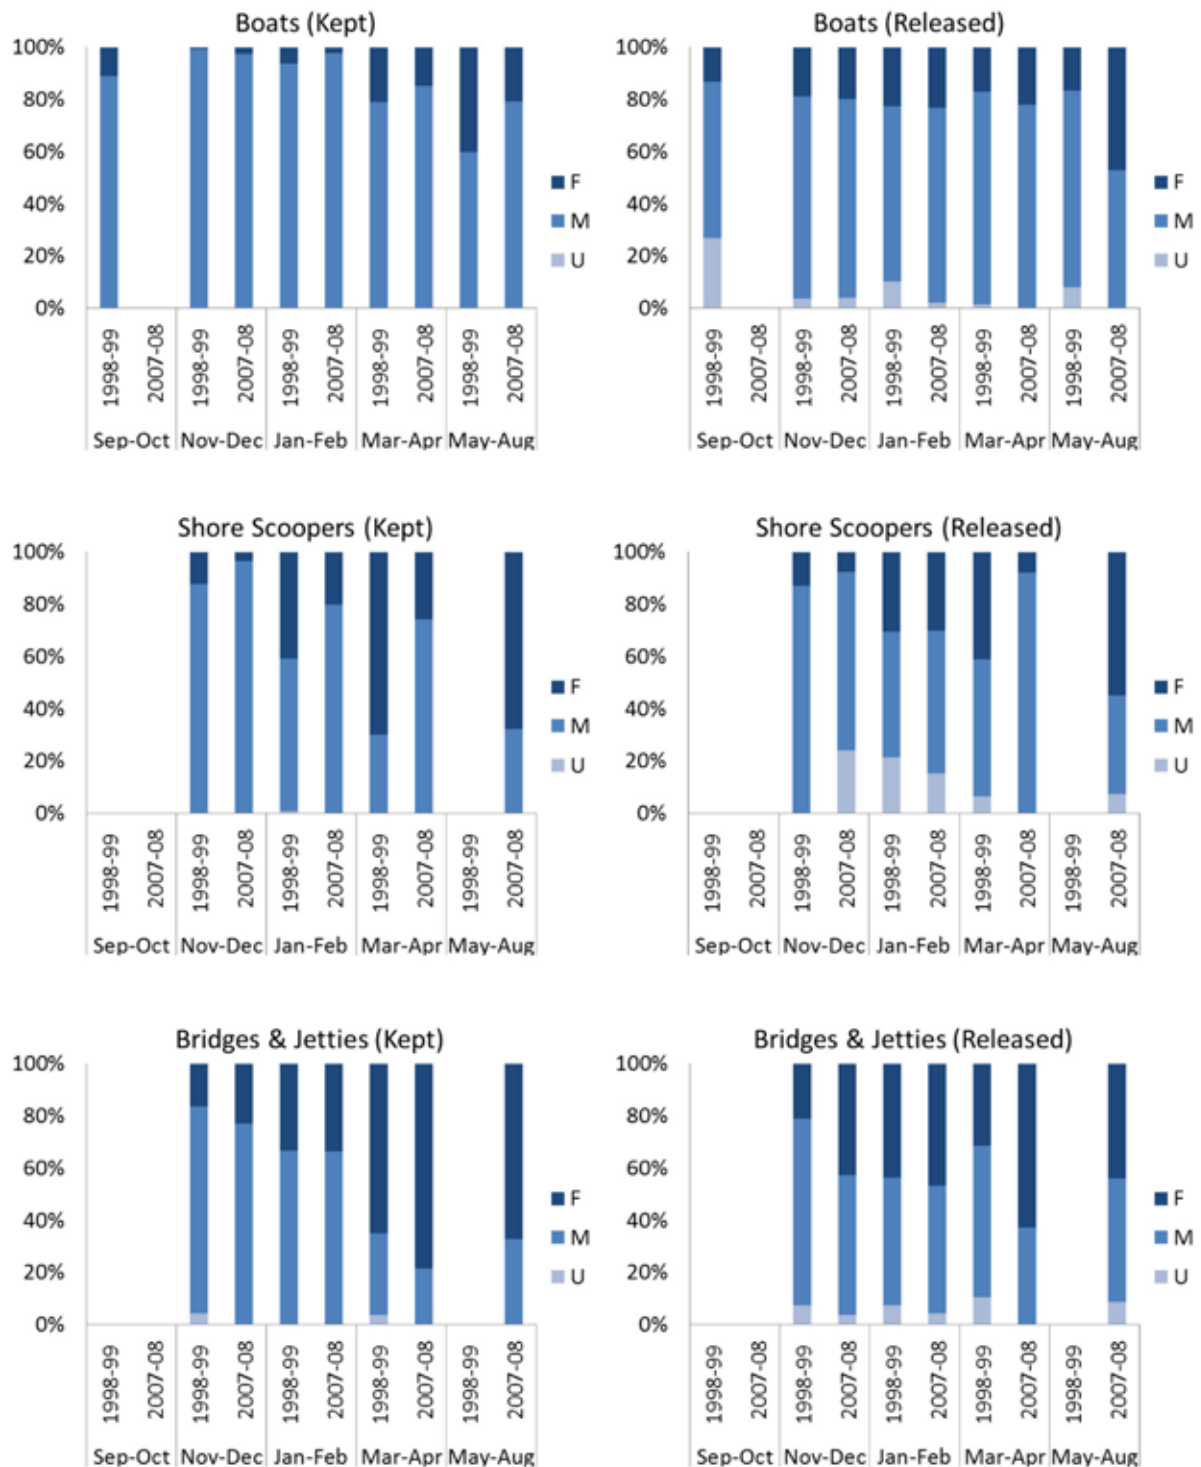 Boats (Kept)
100%
80%
60%
40%
20%
0%
F
M
U
1998-99 2007-08 1998-99 2007-08 1998-99 2007-08 1998-99 2007-08 1998-99 2007-08
Sep-Oct Nov-Dec Jan-Feb Mar-Apr May-Aug
Boats (Released)
100%
80%
60%
40%
20%
0%
F
M
U
1998-99 2007-08 1998-99 2007-08 1998-99 2007-08 1998-99 2007-08 1998-99 2007-08
Sep-Oct Nov-Dec Jan-Feb Mar-Apr May-Aug
Shore Scoopers (Kept)
100%
80%
60%
40%
20%
0%
F
M
U
1998-99 2007-08 1998-99 2007-08 1998-99 2007-08 1998-99 2007-08 1998-99 2007-08
Sep-Oct Nov-Dec Jan-Feb Mar-Apr May-Aug
Shore Scoopers (Released)
100%
80%
60%
40%
20%
0%
F
M
U
1998-99 2007-08 1998-99 2007-08 1998-99 2007-08 1998-99 2007-08 1998-99 2007-08
Sep-Oct Nov-Dec Jan-Feb Mar-Apr May-Aug
Bridges & Jetties (Kept)
100%
80%
60%
40%
20%
0%
F
M
U
1998-99 2007-08 1998-99 2007-08 1998-99 2007-08 1998-99 2007-08 1998-99 2007-08
Sep-Oct Nov-Dec Jan-Feb Mar-Apr May-Aug
Bridges & Jetties (Released)
100%
80%
60%
40%
20%
0%
F
M
U
1998-99 2007-08 1998-99 2007-08 1998-99 2007-08 1998-99 2007-08 1998-99 2007-08
Sep-Oct Nov-Dec Jan-Feb Mar-Apr May-Aug